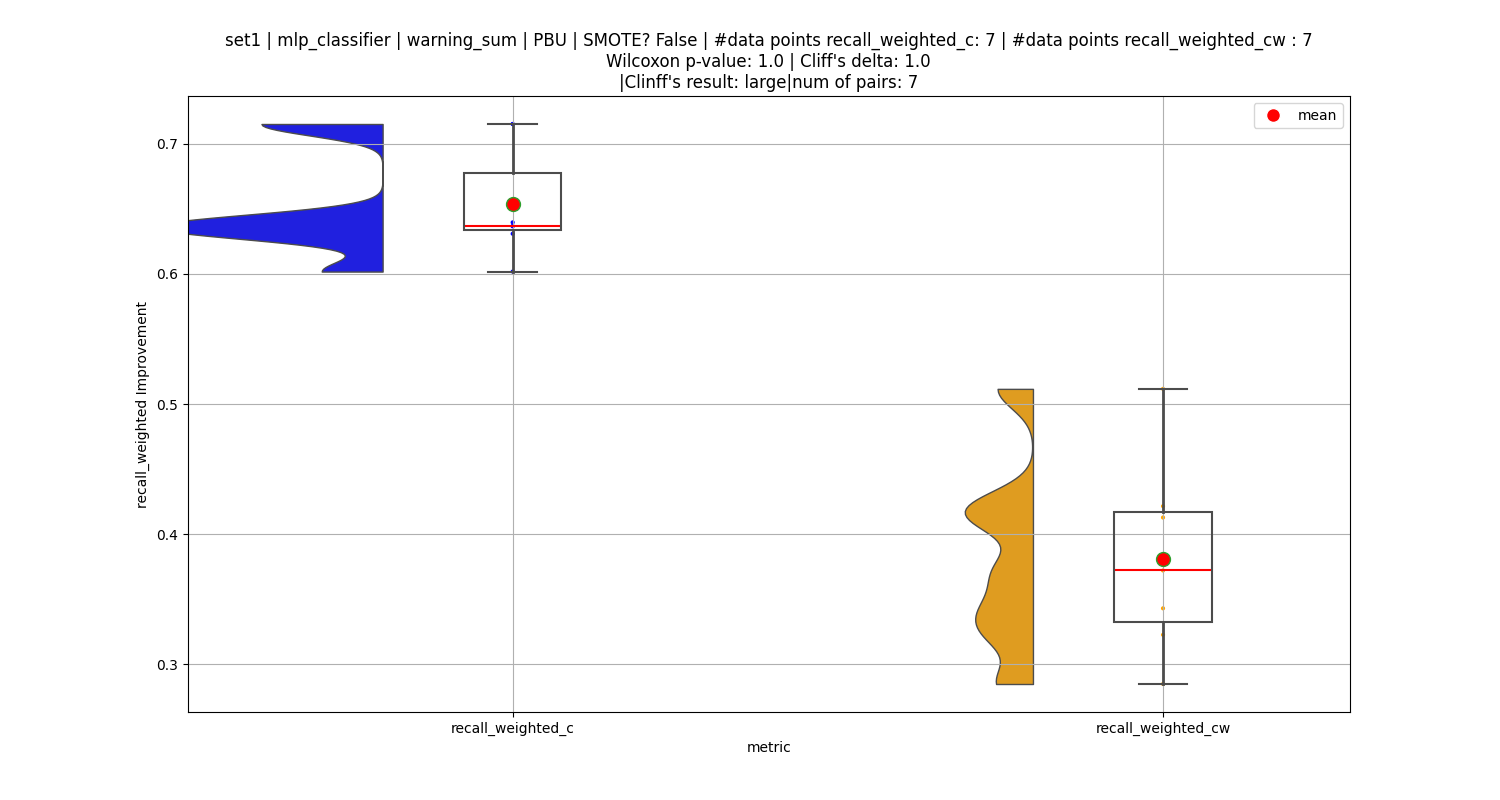 set1 | mlp_classifier | warning_sum | PBU | SMOTE? False | #data points recall_weighted_c: 7 | #data points recall_weighted_cw : 7
Wilcoxon p-value: 1.0 | Cliff's delta: 1.0
|Clinff's result: large|num of pairs: 7
mean
0.7
0.6
0.5
0.4
0.3
recall_weighted Improvement
recall_weighted_c
recall_weighted_cw
metric